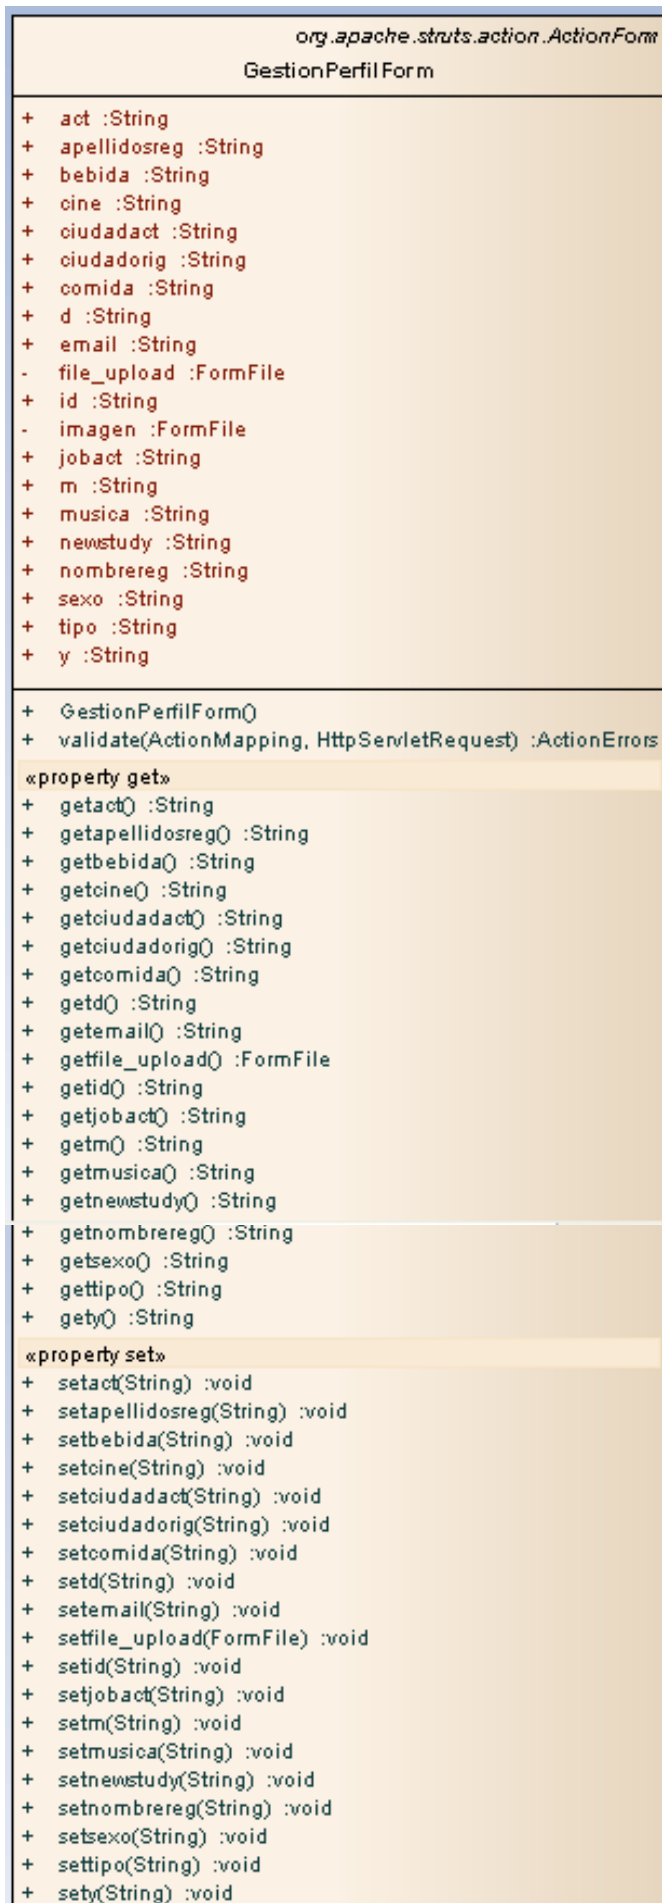 org.apache.struts.action.ActionForm
GestionPerfilForm
+ act :String
+ apellidosreg :String
+ bebida :String
+ cine :String
+ ciudadact :String
+ ciudadorig :String
+ comida :String
+ d :String
+ email :String
- file_upload :FormFile
+ id :String
- imagen :FormFile
+ jobact :String
+ m :String
+ musica :String
+ newstudy :String
+ nombrereg :String
+ sexo :String
+ tipo :String
+ y :String
+ GestionPerfilForm()
+ validate(ActionMapping, HttpServletRequest) :ActionErrors
«property get»
+ getact() :String
+ getapellidosreg() :String
+ getbebida() :String
+ getcine() :String
+ getciudadact() :String
+ getciudadorig() :String
+ getcomida() :String
+ getd() :String
+ getemail() :String
+ getfile_upload() :FormFile
+ getid() :String
+ getjobact() :String
+ getm() :String
+ getmusica() :String
+ getnewstudy() :String
+ getnombrereg() :String
+ getsexo() :String
+ gettipo() :String
+ gety() :String
«property set»
+ setact(String) :void
+ setapellidosreg(String) :void
+ setbebida(String) :void
+ setcine(String) :void
+ setciudadact(String) :void
+ setciudadorig(String) :void
+ setcomida(String) :void
+ setd(String) :void
+ setemail(String) :void
+ setfile_upload(FormFile) :void
+ setid(String) :void
+ setjobact(String) :void
+ setm(String) :void
+ setmusica(String) :void
+ setnewstudy(String) :void
+ setnombrereg(String) :void
+ setsexo(String) :void
+ settipo(String) :void
+ sety(String) :void